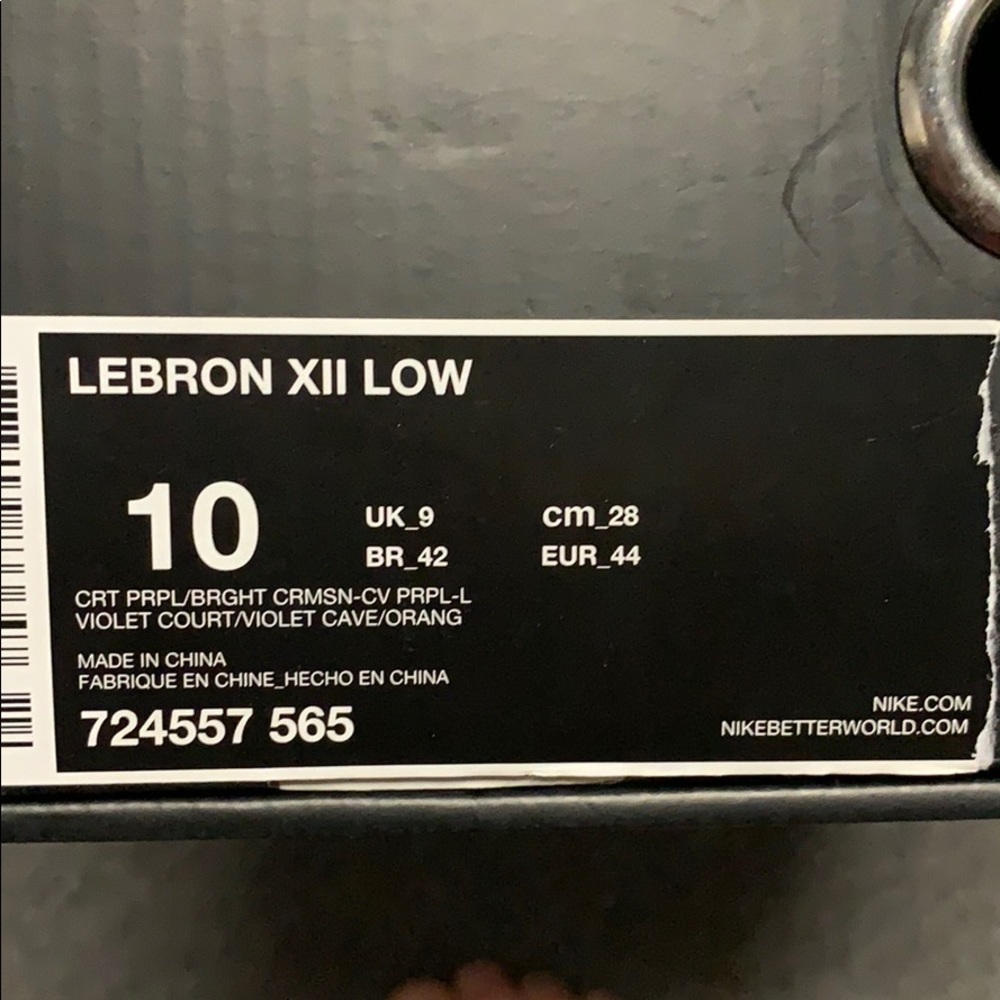 LEBRON XII LOW
10
UK_9 cm_28
BR_42 EUR_44
CRT PRPL/BRGHT CRMSN-CV PRPL-L
VIOLET COURT/VIOLET CAVE/ORANG
MADE IN CHINA
FABRIQUE EN CHINE_HECHO EN CHINA
724557 565
NIKE.COM
NIKEBETTERWORLD.COM